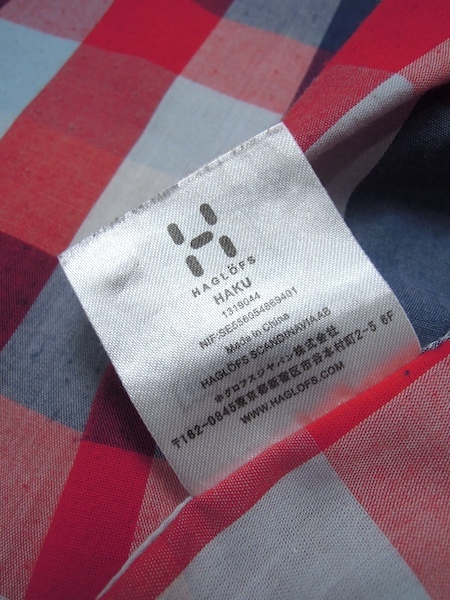 HAGLÖFS
HAKU
1319044
NIF:SE556054869401
Made in China
HAGLÖFS SCANDINAVIA AB
ホグロフスジャパン株式会社
〒162-0845東京都新宿区市谷本村町2-5 6F
WWW.HAGLOFS.COM